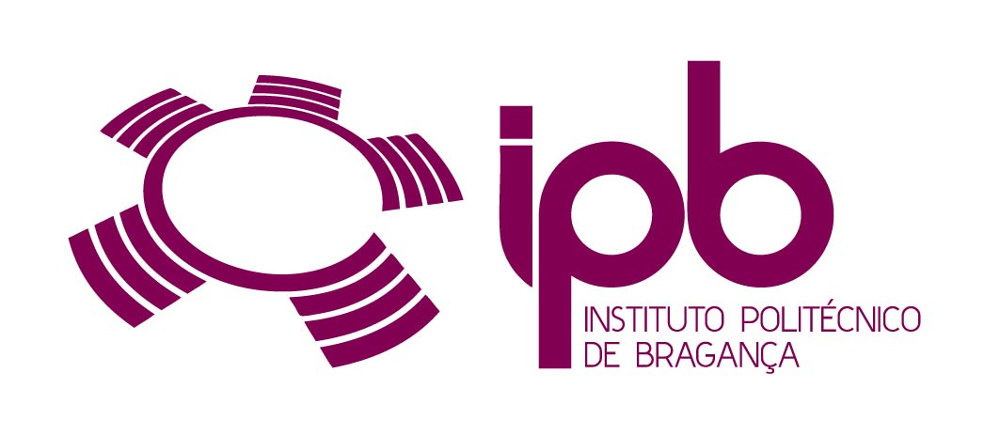 ipb
INSTITUTO POLITÉCNICO
DE BRAGANÇA